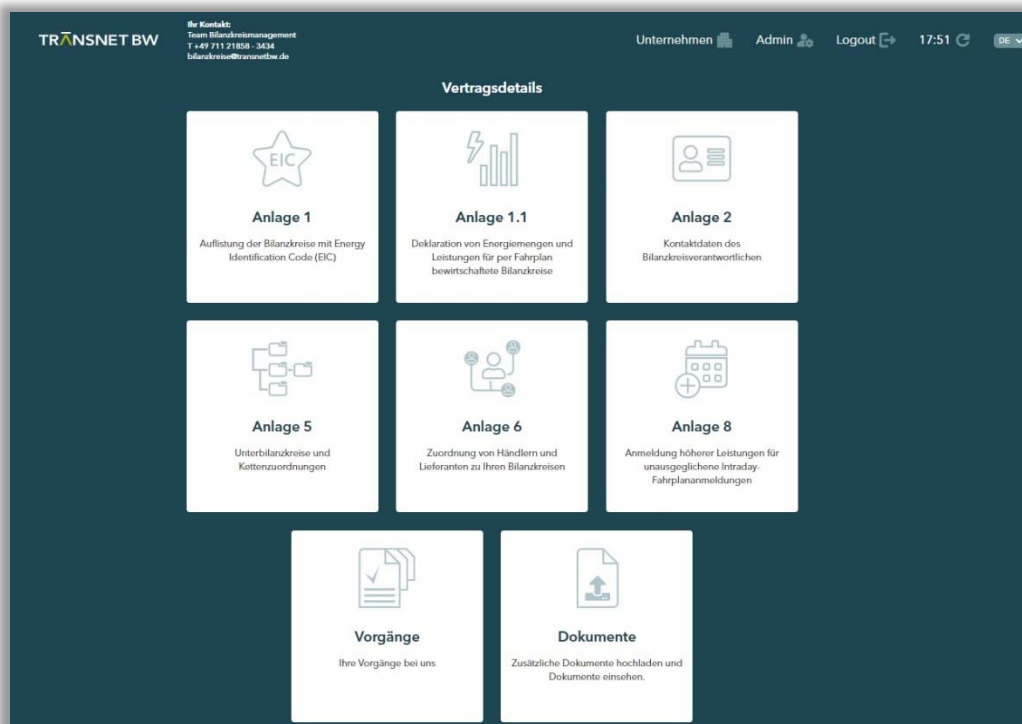 TRANSNET BW
Ihr Kontakt:
Team Bilanzkreismanagement
T +49 711 21858 - 3434
bilanzkreise@transnetbw.de
Unternehmen
Admin
Logout
17:51
DE
Vertragsdetails
EIC
Anlage 1
Auflistung der Bilanzkreise mit Energy
Identification Code (EIC)
Anlage 1.1
Deklaration von Energiemengen und
Leistungen für per Fahrplan
bewirtschaftete Bilanzkreise
Anlage 2
Kontaktdaten des
Bilanzkreisverantwortlichen
Anlage 5
Unterbilanzkreise und
Kettenzuordnungen
Anlage 6
Zuordnung von Händlern und
Lieferanten zu Ihren Bilanzkreisen
Anlage 8
Anmeldung höherer Leistungen für
unausgeglichene Intraday-
Fahrplananmeldungen
Vorgänge
Ihre Vorgänge bei uns
Dokumente
Zusätzliche Dokumente hochladen und
Dokumente einsehen.